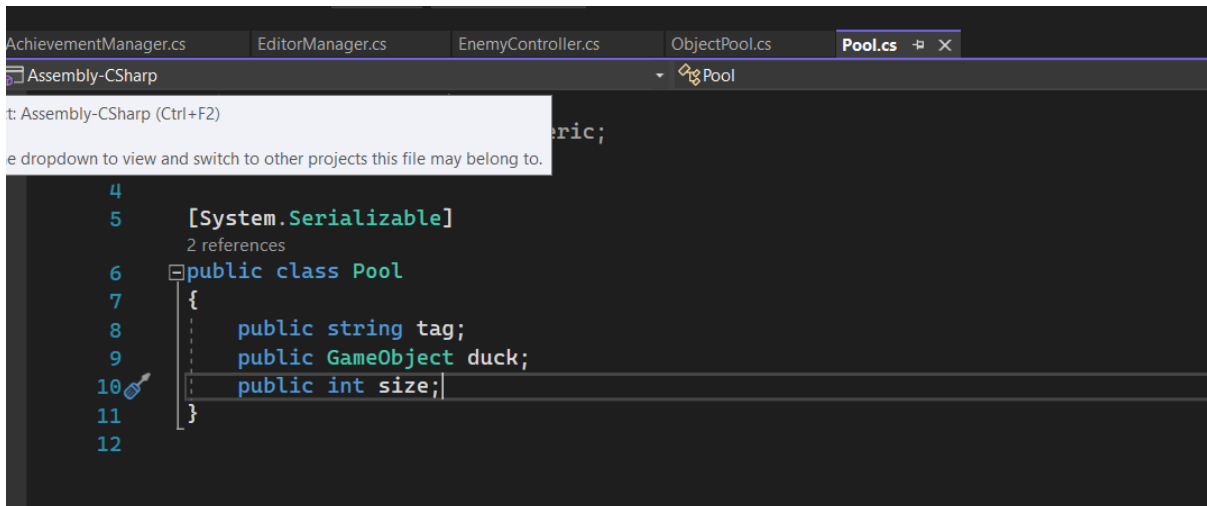 AchievementManager.cs EditorManager.cs EnemyController.cs ObjectPool.cs Pool.cs
Assembly-CSharp Pool
Assembly-CSharp (Ctrl+F2)
eric;
dropdown to view and switch to other projects this file may belong to.
4
5 [System.Serializable]
2 references
6 public class Pool
7 {
8 public string tag;
9 public GameObject duck;
10 public int size;
11 }
12